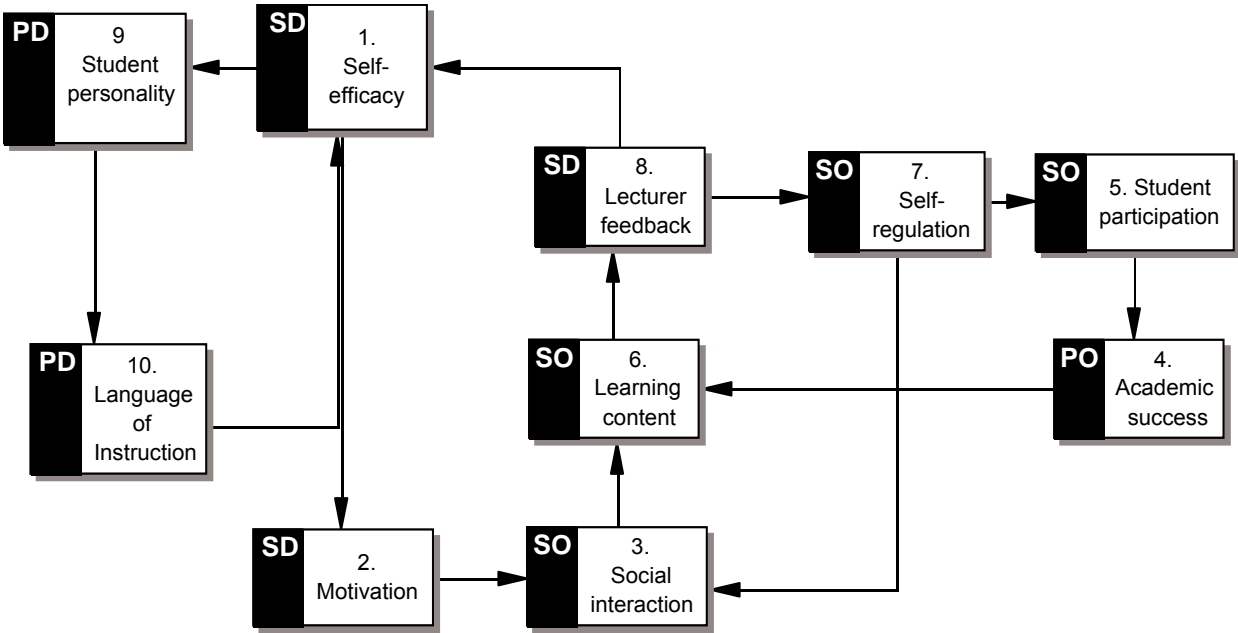 PD
9
Student
personality
SD
1.
Self-
efficacy
SD
8.
Lecturer
feedback
SO
7.
Self-
regulation
SO
5. Student
participation
PD
10.
Language
of
Instruction
SO
6.
Learning
content
PO
4.
Academic
success
SD
2.
Motivation
SO
3.
Social
interaction